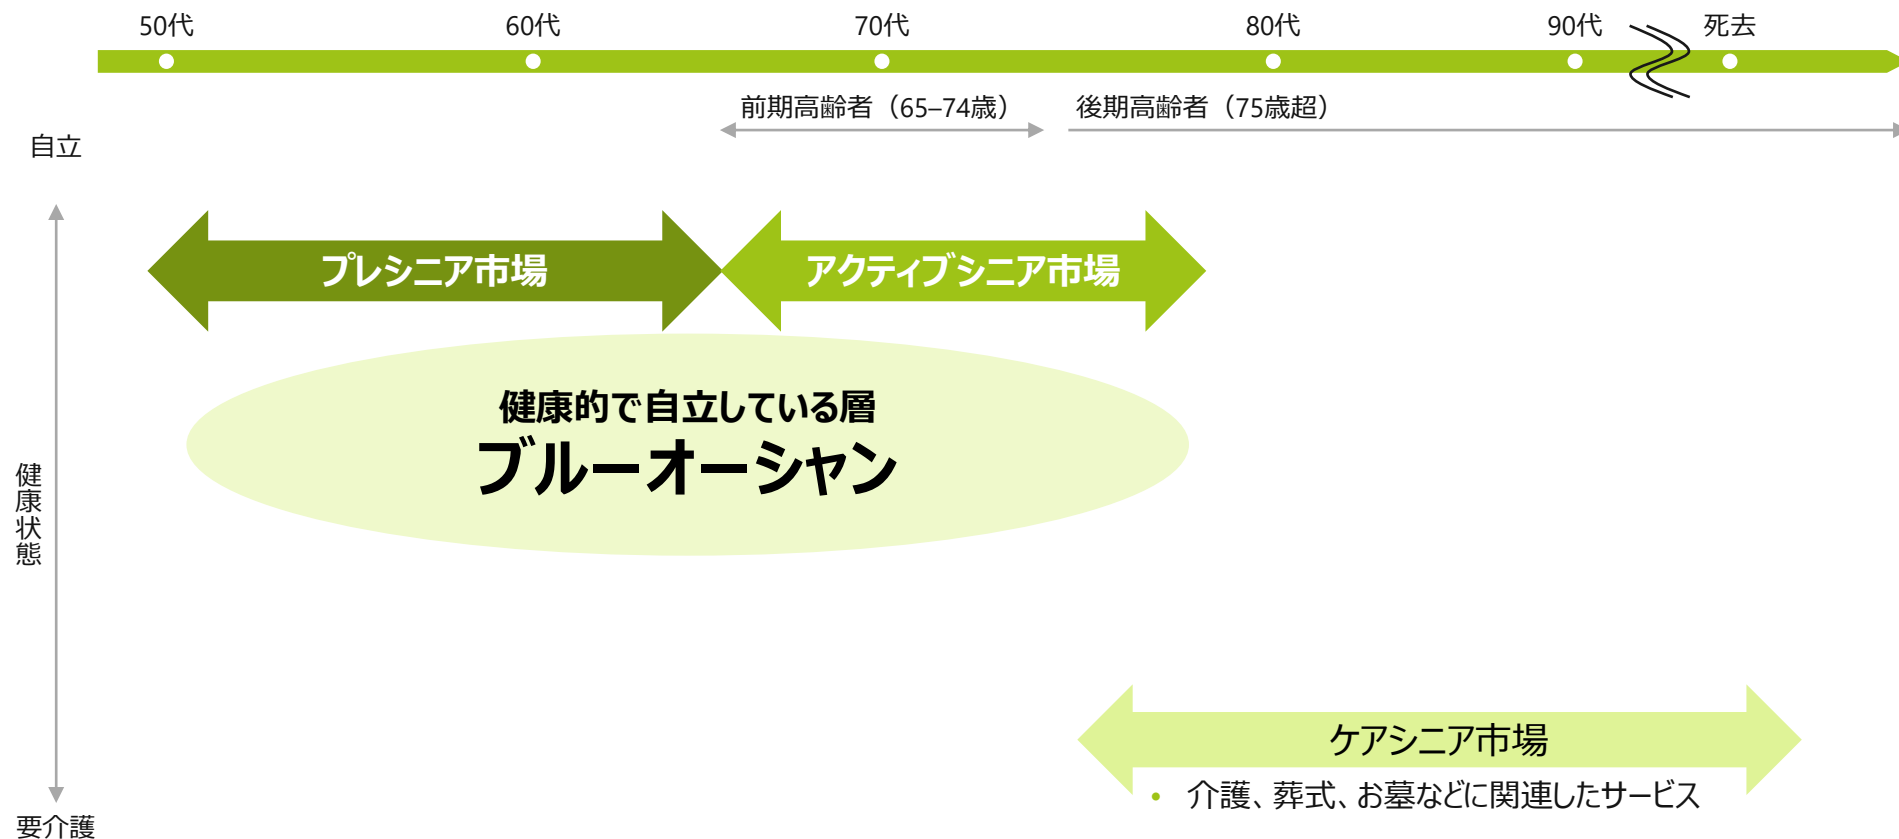 50代
60代
70代
80代
90代
死去
前期高齢者（65–74歳）
後期高齢者（75歳超）
自立
プレシニア市場
アクティブシニア市場
健康的で自立している層
ブルーオーシャン
健康状態
ケアシニア市場
• 介護、葬式、お墓などに関連したサービス
要介護